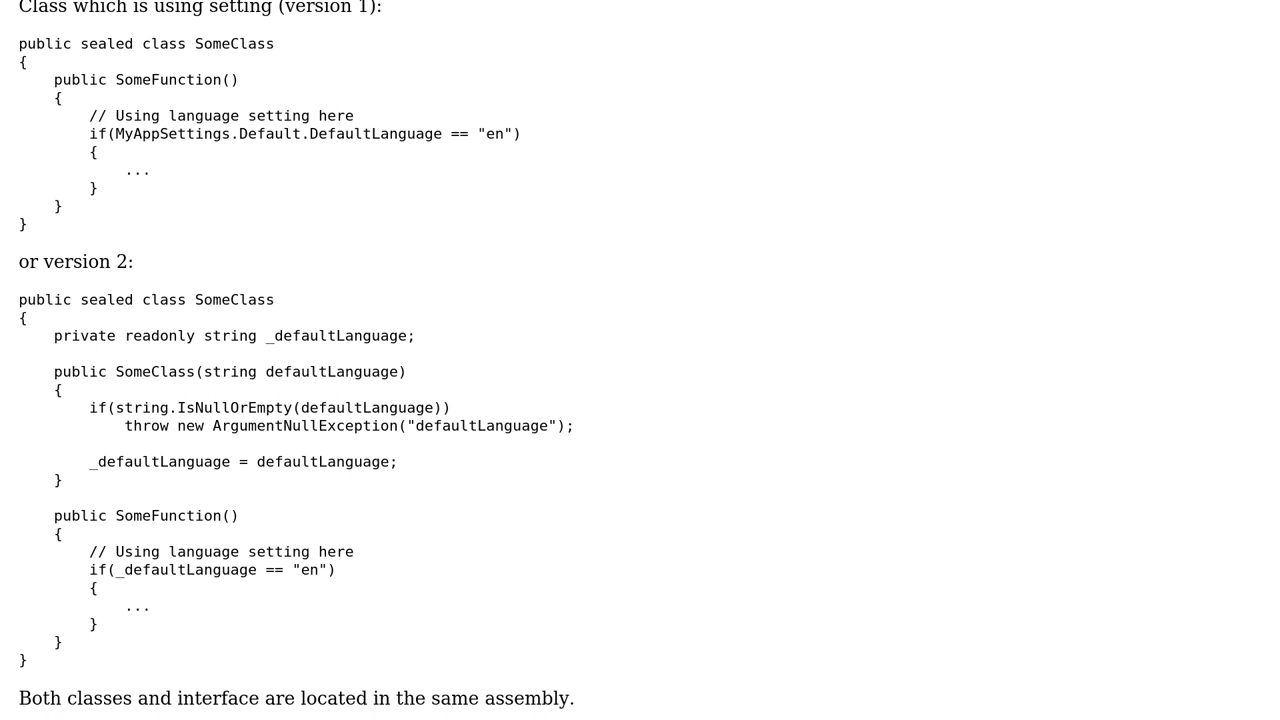 Class which is using setting (version 1):
public sealed class SomeClass
{
    public SomeFunction()
    {
        // Using language setting here
        if(MyAppSettings.Default.DefaultLanguage == "en")
        {
            ...
        }
    }
}
or version 2:
public sealed class SomeClass
{
    private readonly string _defaultLanguage;

    public SomeClass(string defaultLanguage)
    {
        if(string.IsNullOrEmpty(defaultLanguage))
            throw new ArgumentNullException("defaultLanguage");

        _defaultLanguage = defaultLanguage;
    }

    public SomeFunction()
    {
        // Using language setting here
        if(_defaultLanguage == "en")
        {
            ...
        }
    }
}
Both classes and interface are located in the same assembly.